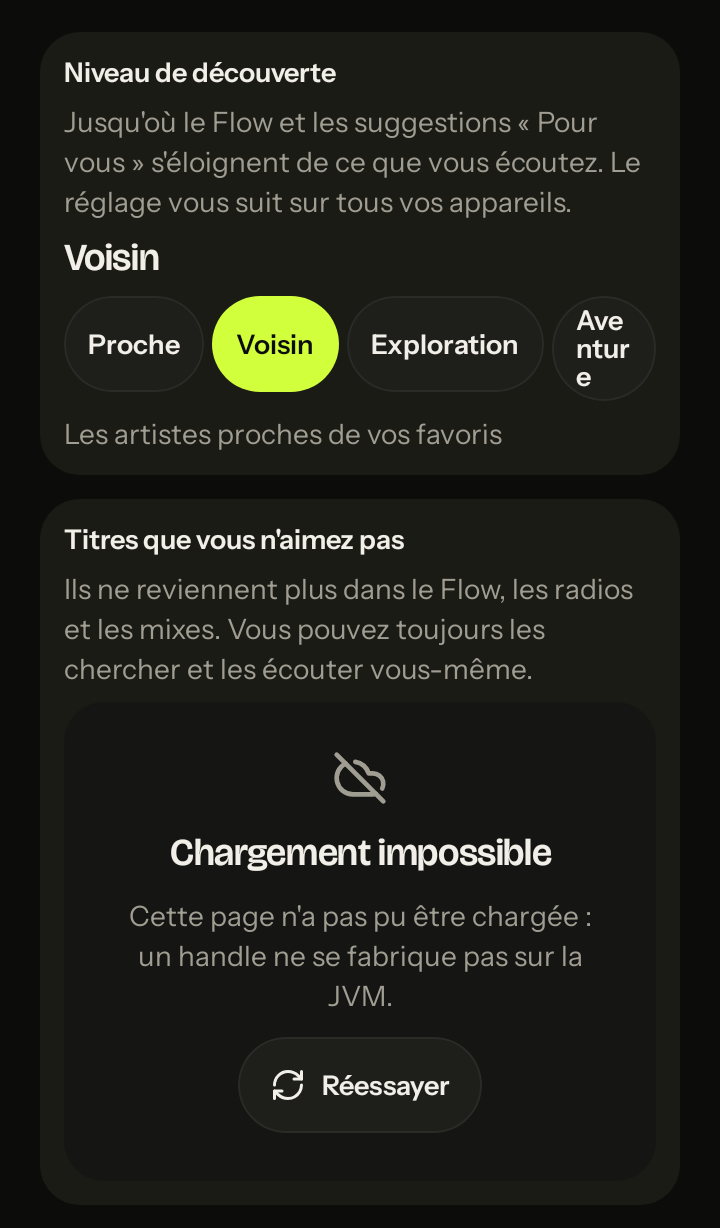 Niveau de découverte
Jusqu'où le Flow et les suggestions « Pour
vous » s'éloignent de ce que vous écoutez. Le
réglage vous suit sur tous vos appareils.
Voisin
Proche
Voisin
Exploration
Ave
ntur
e
Les artistes proches de vos favoris
Titres que vous n'aimez pas
Ils ne reviennent plus dans le Flow, les radios
et les mixes. Vous pouvez toujours les
chercher et les écouter vous-même.
Chargement impossible
Cette page n'a pas pu être chargée :
un handle ne se fabrique pas sur la
JVM.
Réessayer